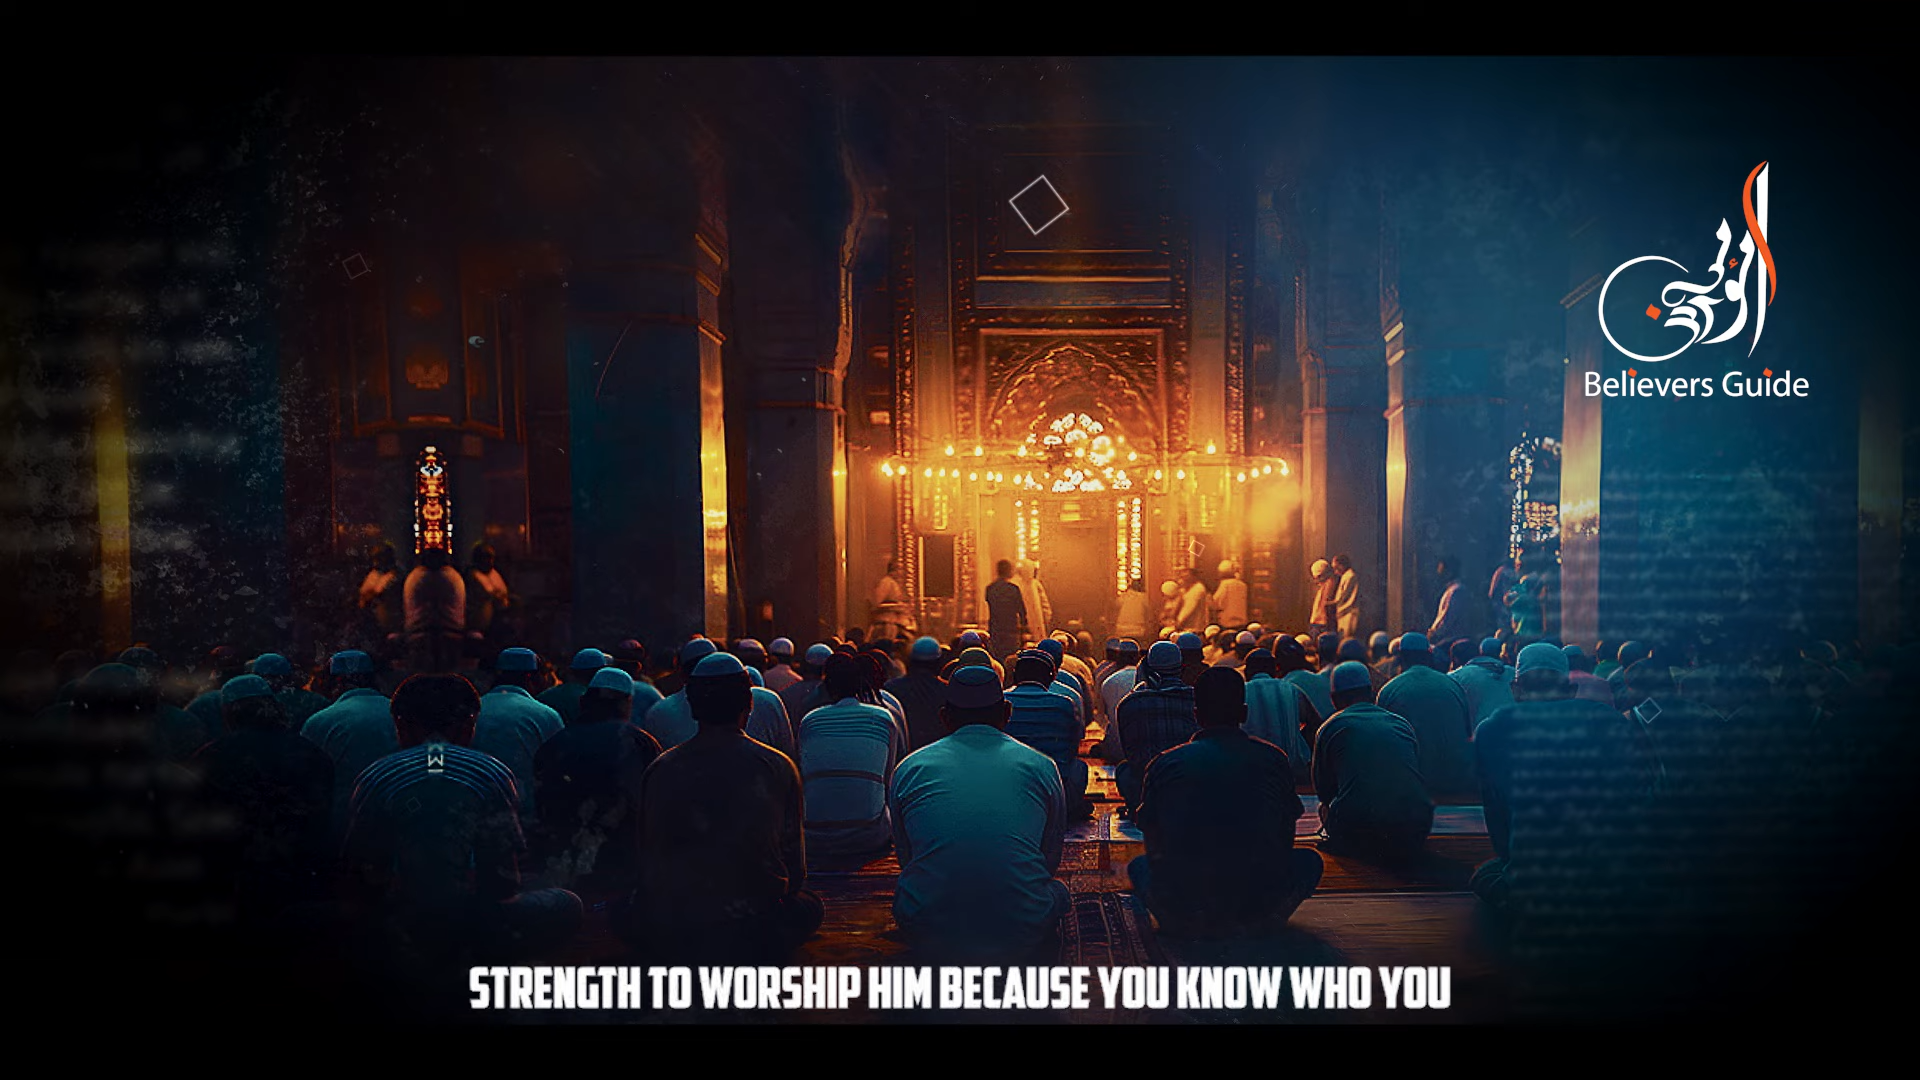 Believers Guide
STRENGTH TO WORSHIP HIM BECAUSE YOU KNOW WHO YOU